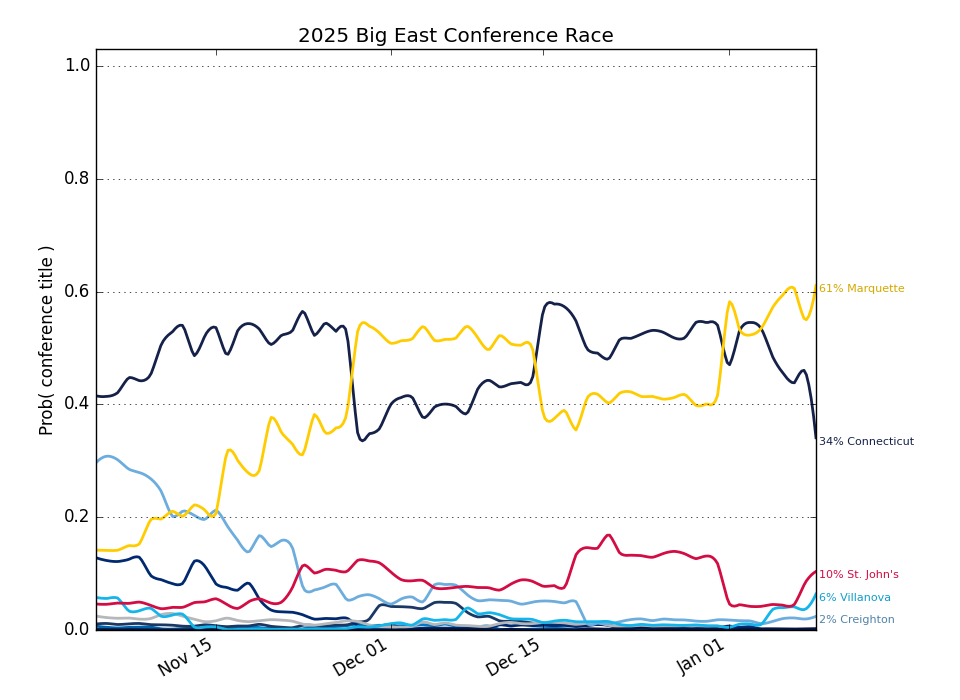 2025 Big East Conference Race
Prob( conference title )
1.0
0.8
0.6
0.4
0.2
0.0
61% Marquette
34% Connecticut
10% St. John's
6% Villanova
2% Creighton
Nov 15
Dec 01
Dec 15
Jan 01